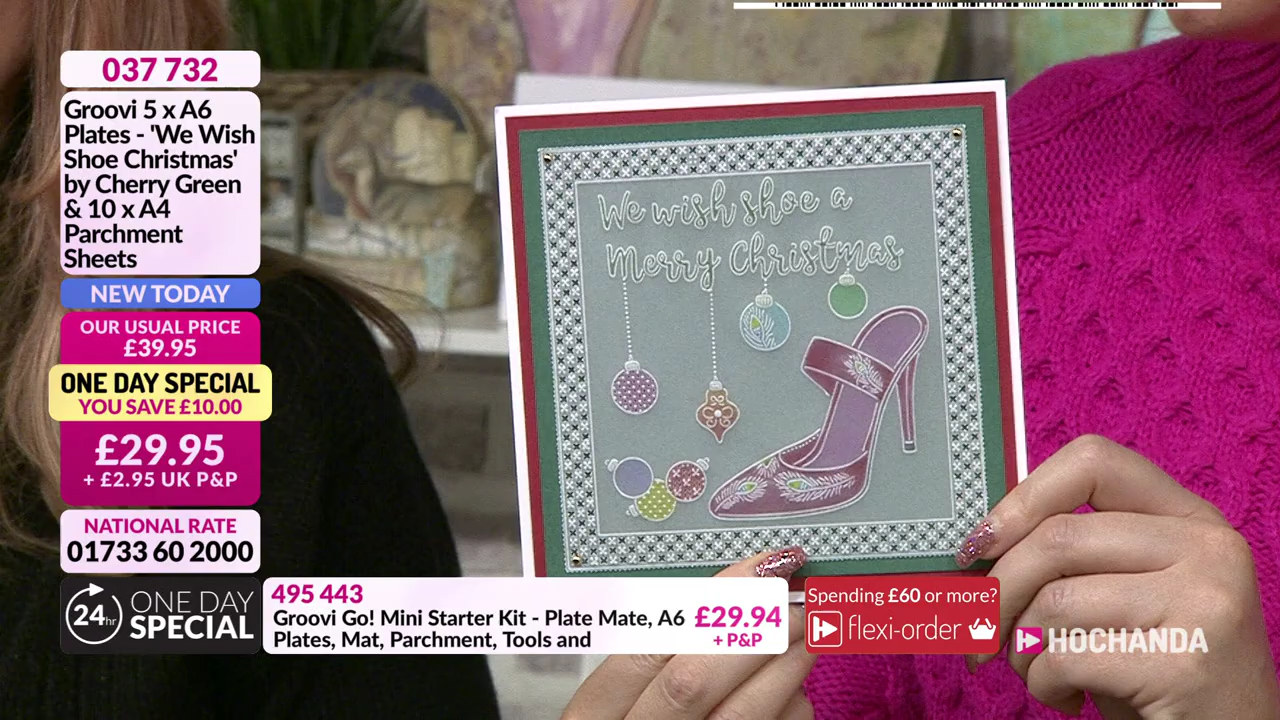 037 732
Groovi 5 x A6
Plates - 'We Wish
Shoe Christmas'
by Cherry Green
& 10 x A4
Parchment
Sheets
NEW TODAY
OUR USUAL PRICE
£39.95
ONE DAY SPECIAL
YOU SAVE £10.00
£29.95
+ £2.95 UK P&P
NATIONAL RATE
01733 60 2000
24hr ONE DAY
SPECIAL
495 443
Groovi Go! Mini Starter Kit - Plate Mate, A6
Plates, Mat, Parchment, Tools and
£29.94
+ P&P
Spending £60 or more?
flexi-order
HOCHANDA
We wish shoe a
Merry Christmas